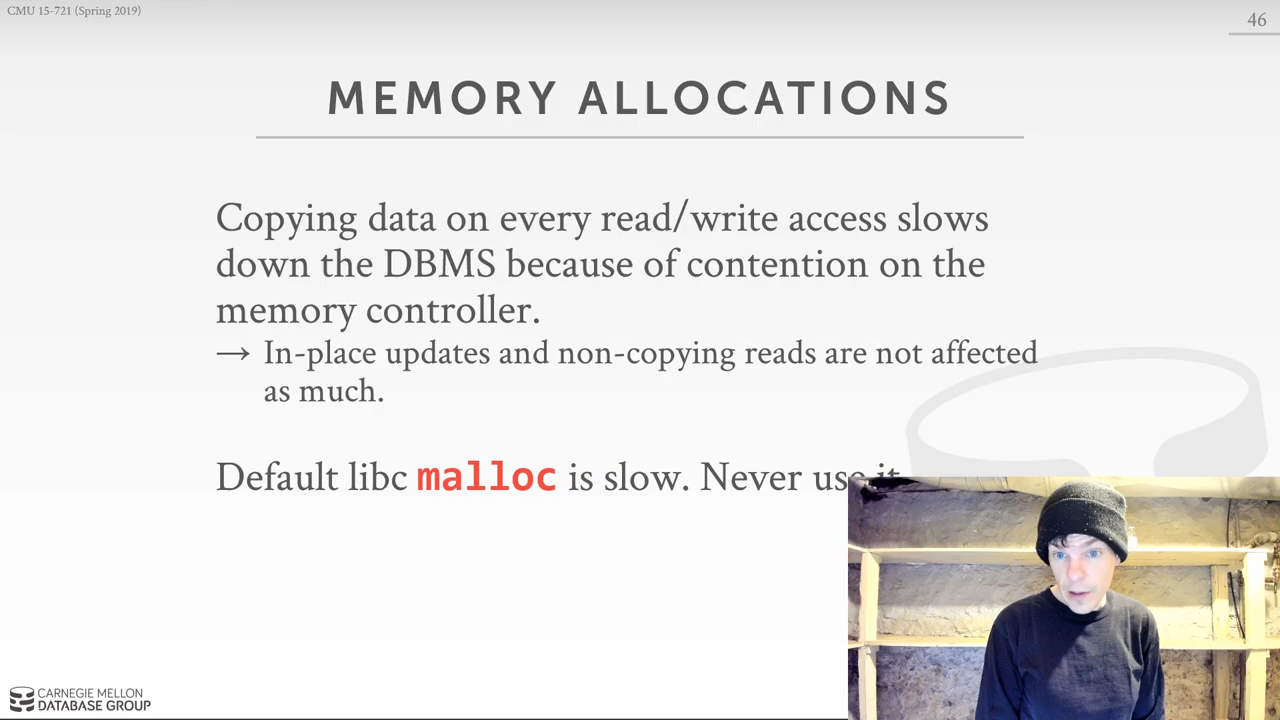 CMU 15-721 (Spring 2019)
46
MEMORY ALLOCATIONS
Copying data on every read/write access slows
down the DBMS because of contention on the
memory controller.
→ In-place updates and non-copying reads are not affected
as much.
Default libc malloc is slow. Never use it
CARNEGIE MELLON
DATABASE GROUP